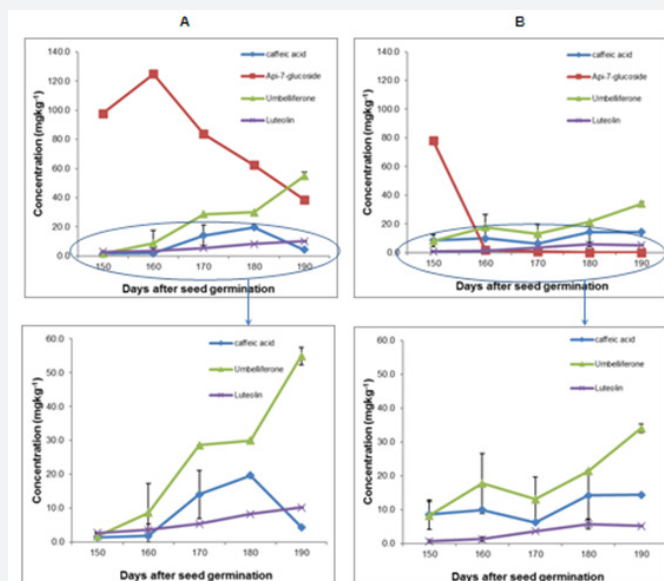 A
140.0
120.0
100.0
80.0
60.0
40.0
20.0
0.0
Concentration (mgkg-1)
caffeic acid
Api-7-glucoside
Umbelliferone
Luteolin
150 160 170 180 190
Days after seed germination
B
140.0
120.0
100.0
80.0
60.0
40.0
20.0
0.0
Concentration (mgkg-1)
caffeic acid
Api-7-glucoside
Umbelliferone
Luteolin
150 160 170 180 190
Days after seed germination
60.0
50.0
40.0
30.0
20.0
10.0
0.0
Concentration (mgkg⁻¹)
caffeic acid
Umbelliferone
Luteolin
150 160 170 180 190
Days after seed germination
60.0
50.0
40.0
30.0
20.0
10.0
0.0
Concentration (mgkg⁻¹)
caffeic acid
Umbelliferone
Luteolin
150 160 170 180 190
Days after seed germination